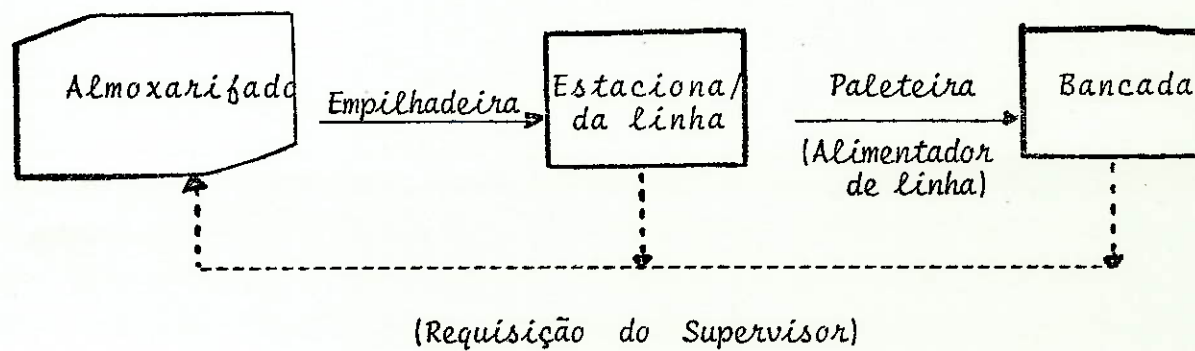 Almoxarifado
Empilhadeira
Estaciona/
da linha
Paleteira
(Alimentador
de linha)
Bancada
(Requisição do Supervisor)